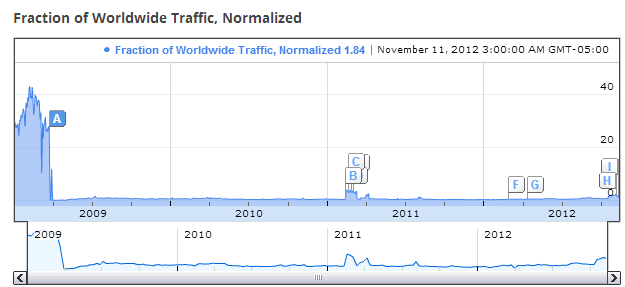 Fraction of Worldwide Traffic, Normalized
Fraction of Worldwide Traffic, Normalized 1.84 | November 11, 2012 3:00:00 AM GMT-05:00
40
A
20
C
B
I
F G H
0
2009 2010 2011 2012
2009 2010 2011 2012